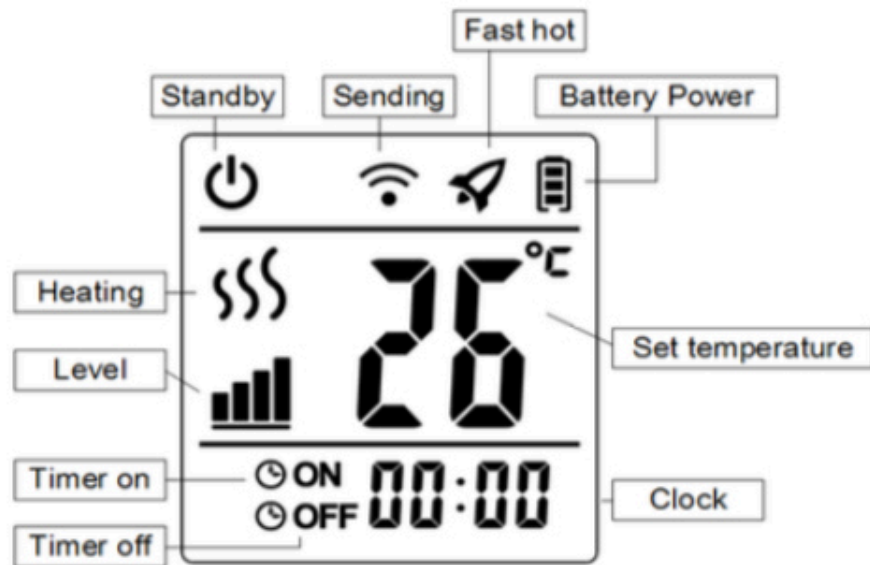 Fast hot
Standby
Sending
Battery Power
Heating
26°C
Set temperature
Level
Timer on
ON
00:00
Clock
OFF
Timer off